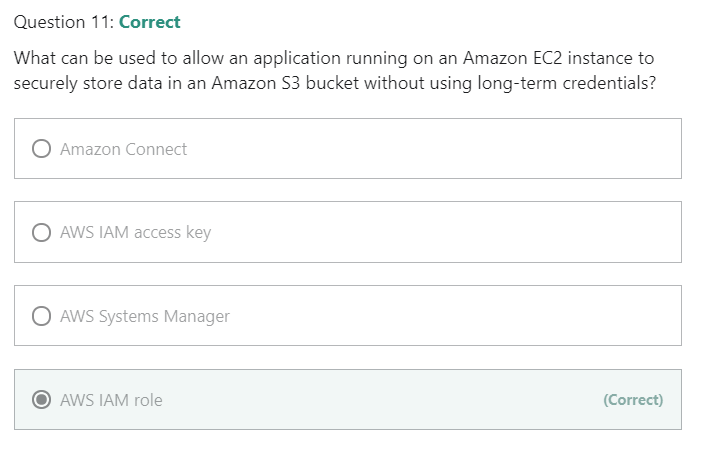 Question 11: Correct
What can be used to allow an application running on an Amazon EC2 instance to
securely store data in an Amazon S3 bucket without using long-term credentials?
Amazon Connect
AWS IAM access key
AWS Systems Manager
AWS IAM role (Correct)